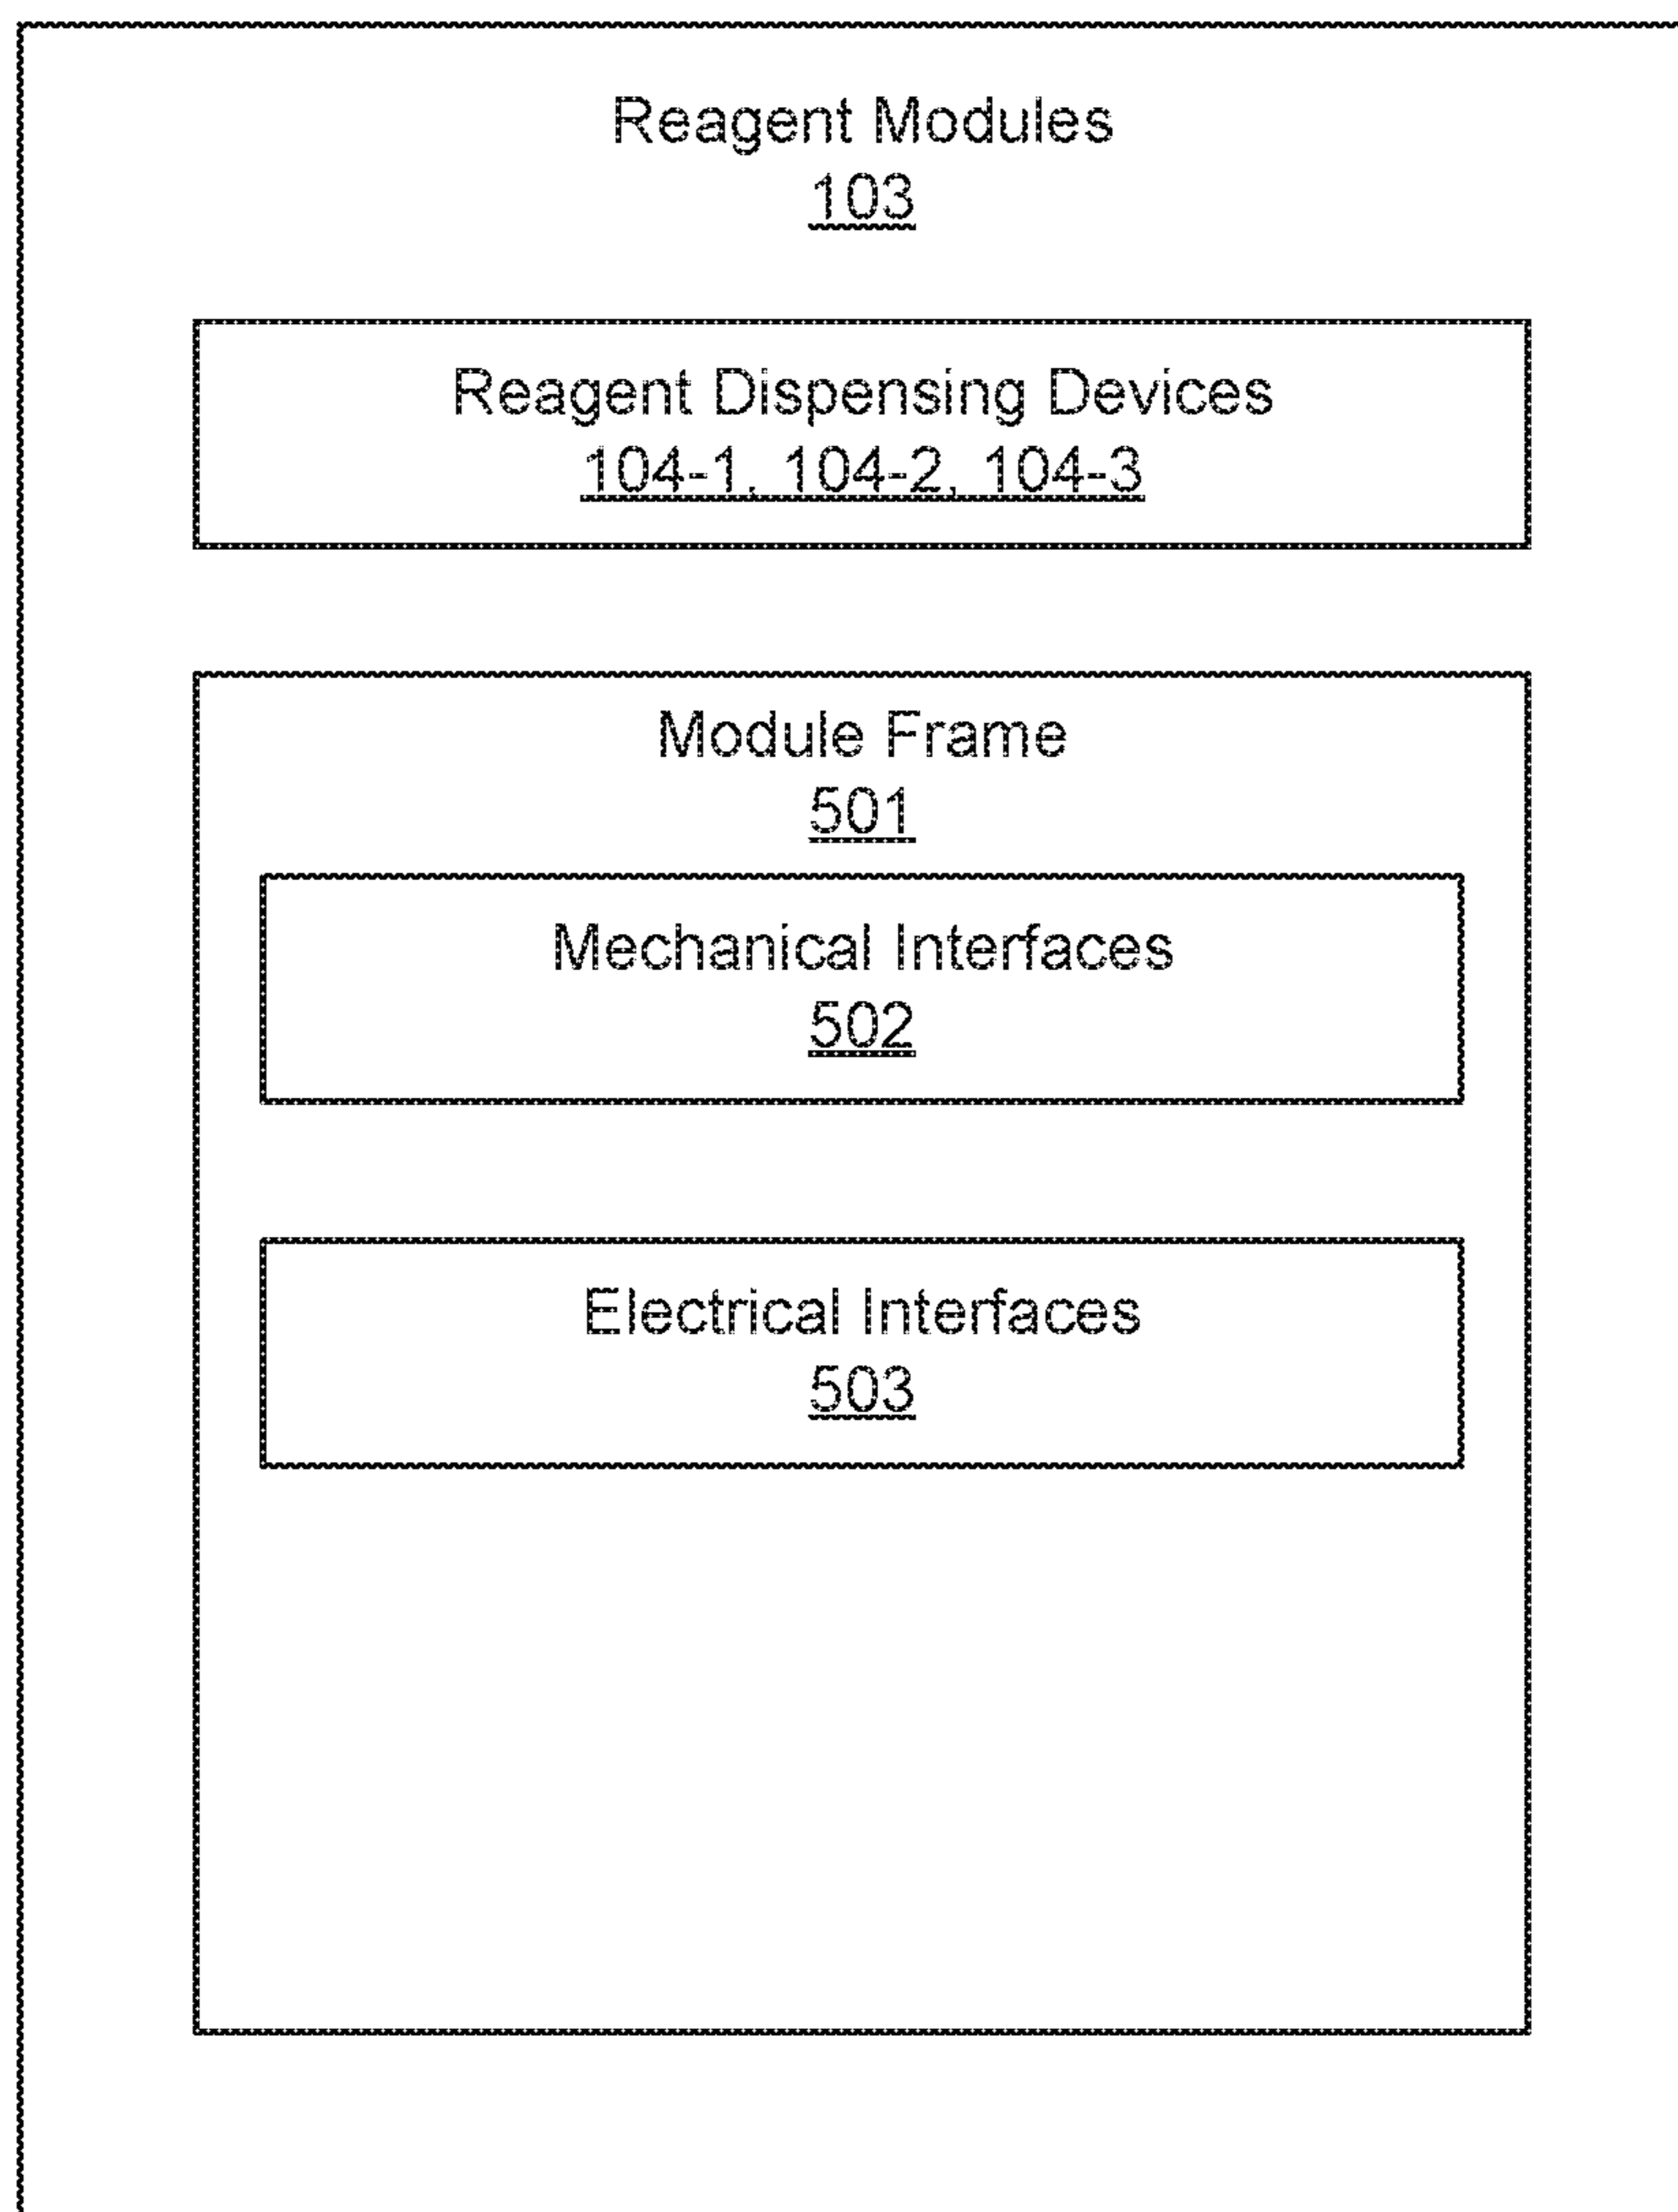 Reagent Modules
103
Reagent Dispensing Devices
104-1, 104-2, 104-3
Module Frame
501
Mechanical Interfaces
502
Electrical Interfaces
503